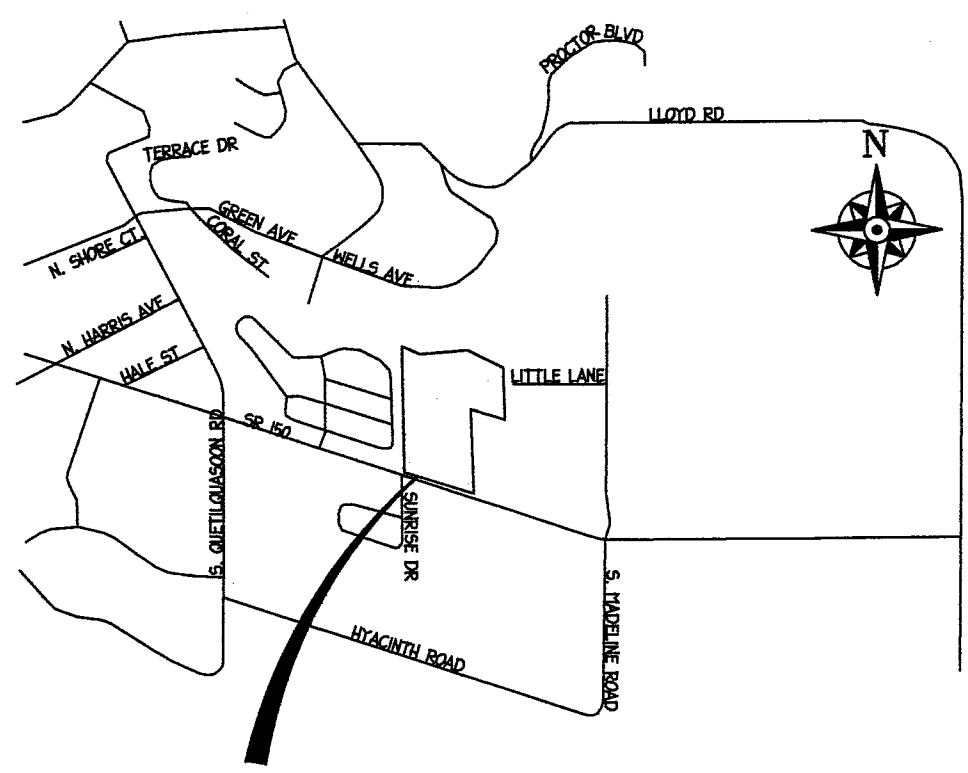 PROCTOR BLVD
LLOYD RD
N
TERRACE DR
GREEN AVE
CORAL ST
WELLS AVE
N. SHORE CT
N. HARRIS AVE
HALE ST
LITTLE LANE
SR 150
S. QUETILQUASOON RD
SUNRISE DR
S. MADELINE ROAD
HYACINTH ROAD